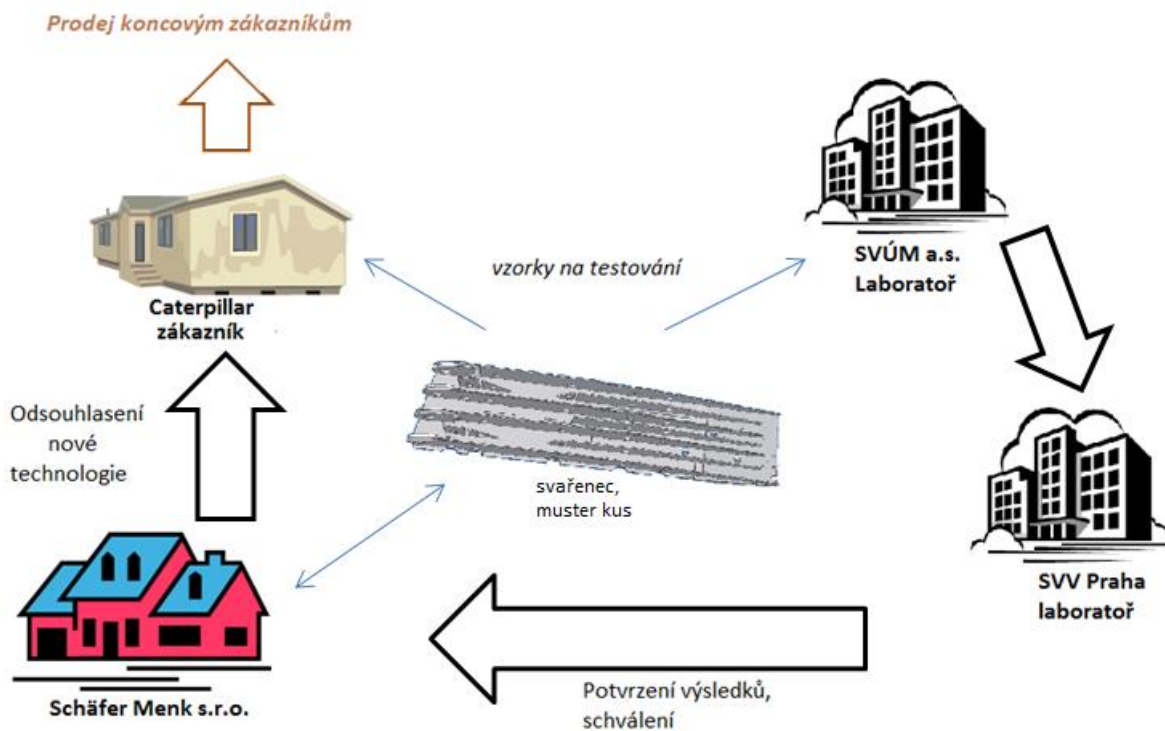 Prodej koncovým zákazníkům
SVÚM a.s.
Laboratoř
vzorky na testování
Caterpillar
zákazník
Odsouhlasení
nové
technologie
svařenec,
muster kus
SVV Praha
laboratoř
Schäfer Menk s.r.o.
Potvrzení výsledků,
schválení